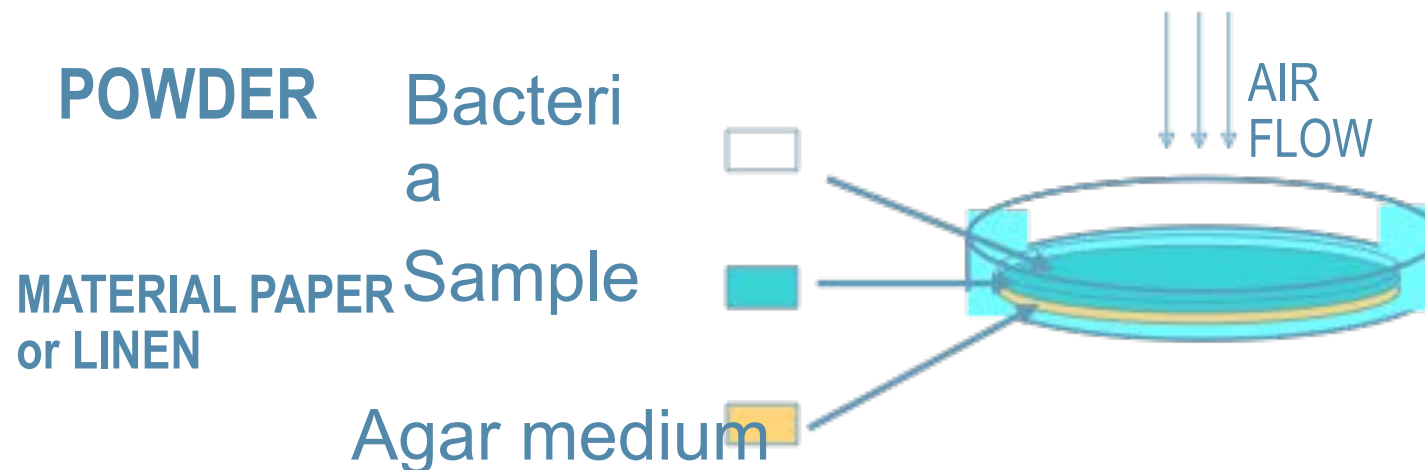 POWDER
Bacteri
a
AIR
FLOW
MATERIAL PAPER
or LINEN
Sample
Agar medium